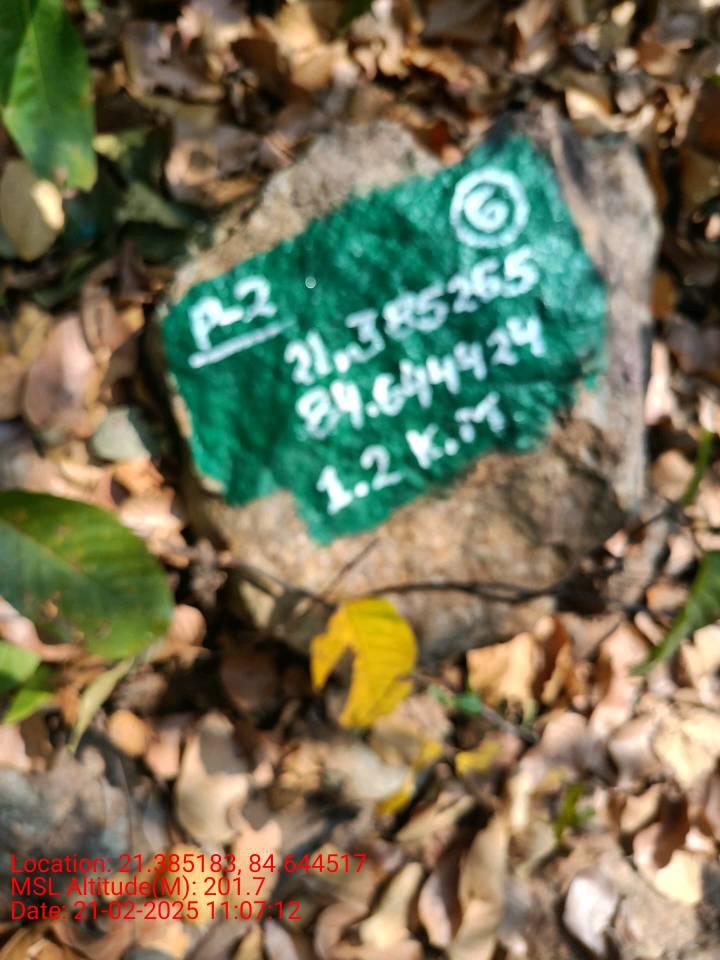 6
P-2
21.385265
84.644424
1.2 K.M
Location: 21.385183, 84.644517
MSL Altitude(M): 201.7
Date: 21-02-2025 11:07:12